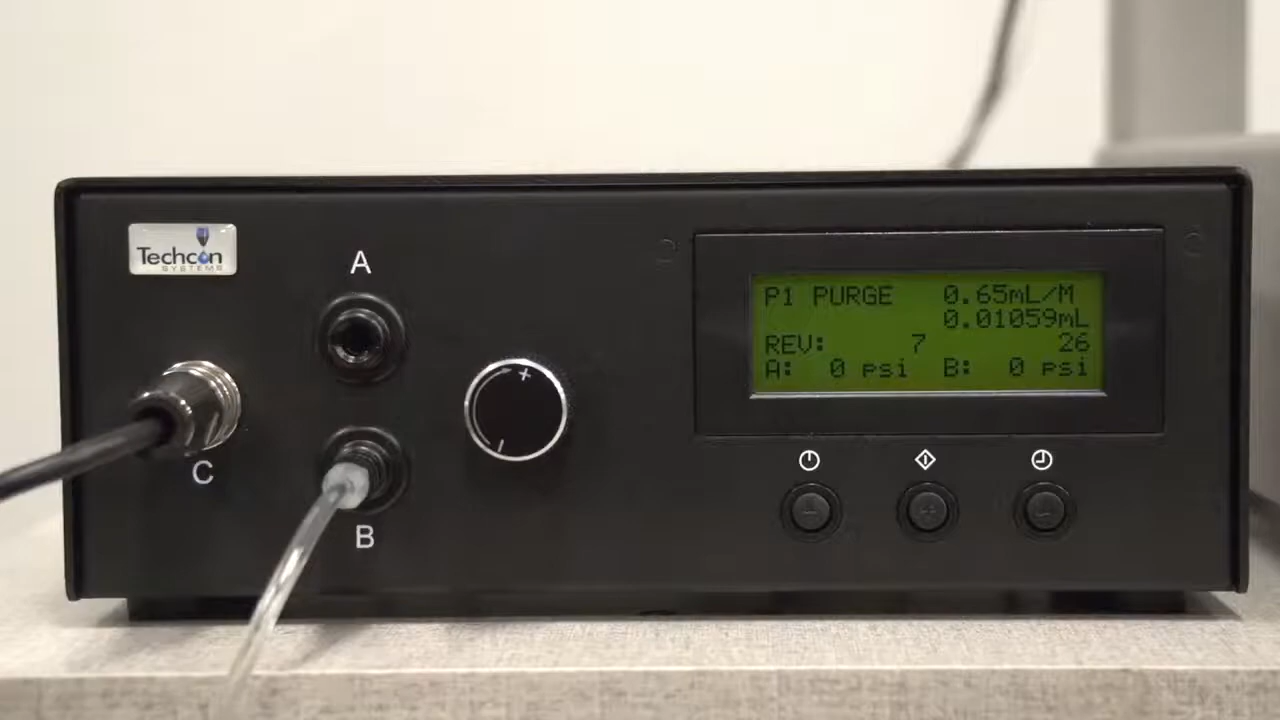 Techcon
SYSTEMS
A
C
B
P1 PURGE 0.65mL/M
0.01059mL
REV: 7 26
A: 0 psi B: 0 psi